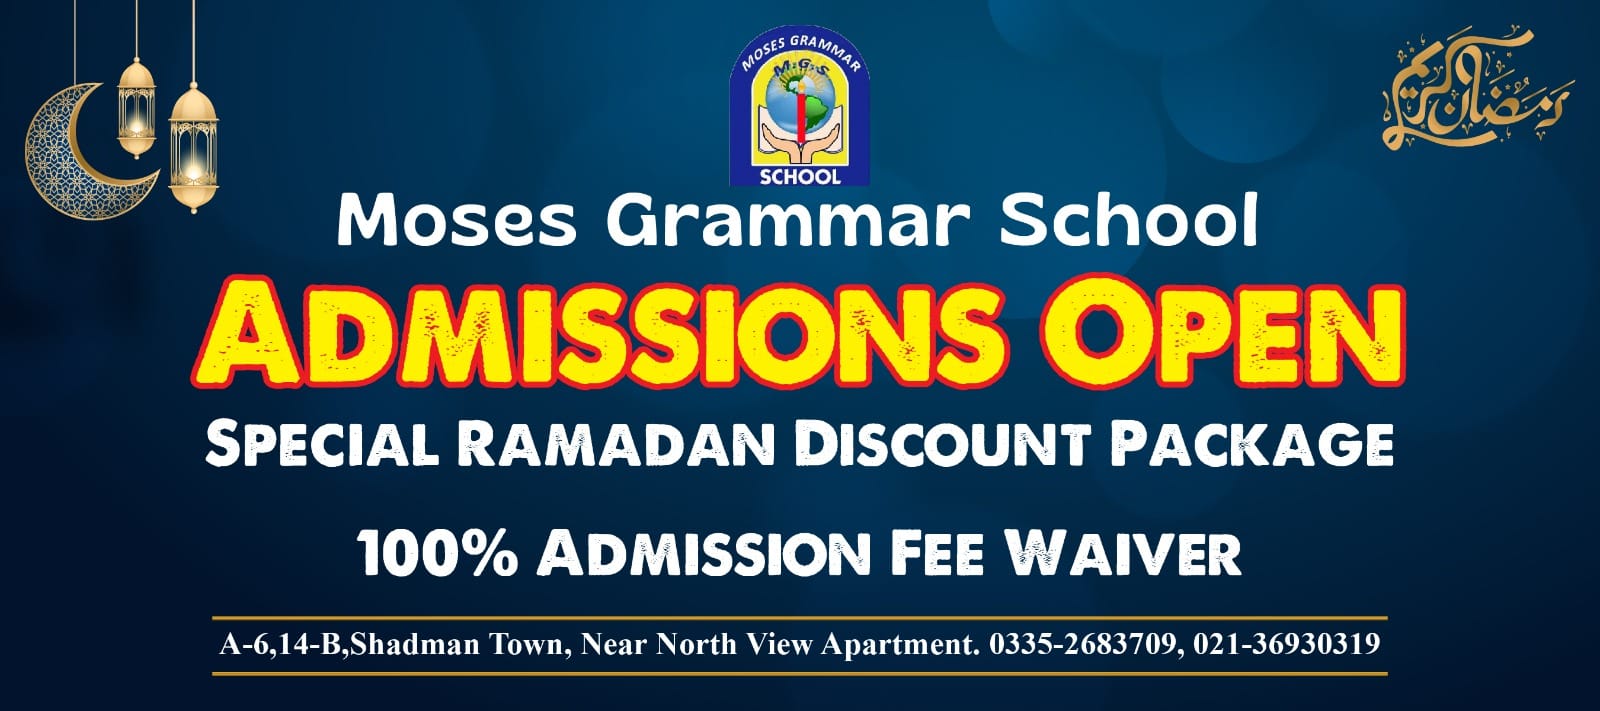 MOSES GRAMMAR
M.G.S
SCHOOL
رمضان كريم
Moses Grammar School
ADMISSIONS OPEN
SPECIAL RAMADAN DISCOUNT PACKAGE
100% ADMISSION FEE WAIVER
A-6,14-B,Shadman Town, Near North View Apartment. 0335-2683709, 021-36930319